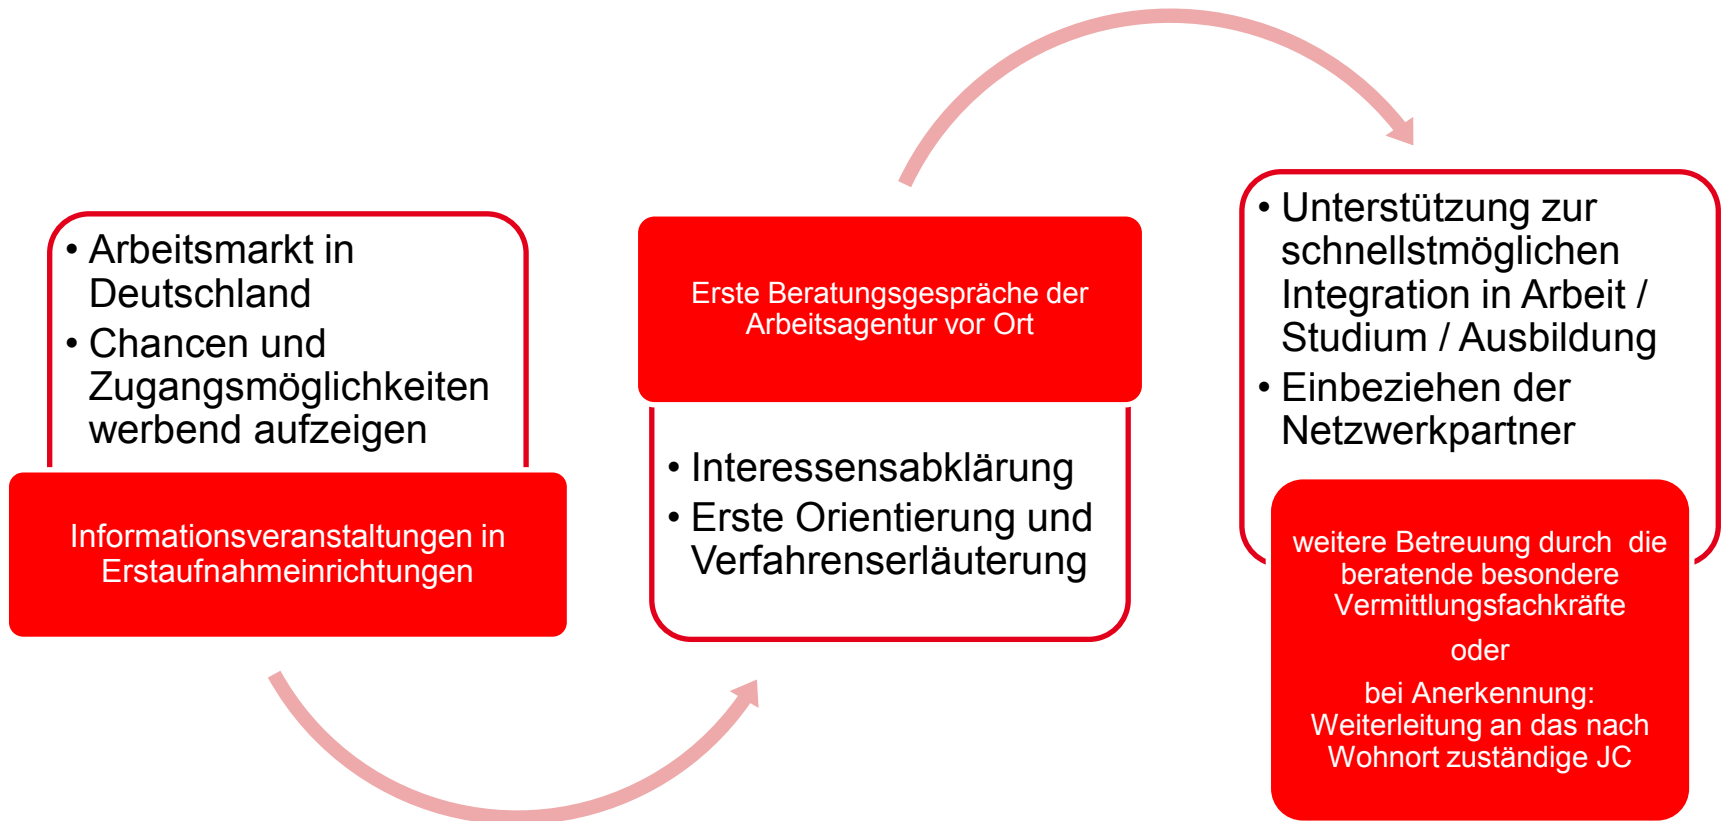 • Arbeitsmarkt in
Deutschland
• Chancen und
Zugangsmöglichkeiten
werbend aufzeigen
Informationsveranstaltungen in
Erstaufnahmeinrichtungen
Erste Beratungsgespräche der
Arbeitsagentur vor Ort
• Interessensabklärung
• Erste Orientierung und
Verfahrenserläuterung
• Unterstützung zur
schnellstmöglichen
Integration in Arbeit /
Studium / Ausbildung
• Einbeziehen der
Netzwerkpartner
weitere Betreuung durch die
beratende besondere
Vermittlungsfachkräfte
oder
bei Anerkennung:
Weiterleitung an das nach
Wohnort zuständige JC